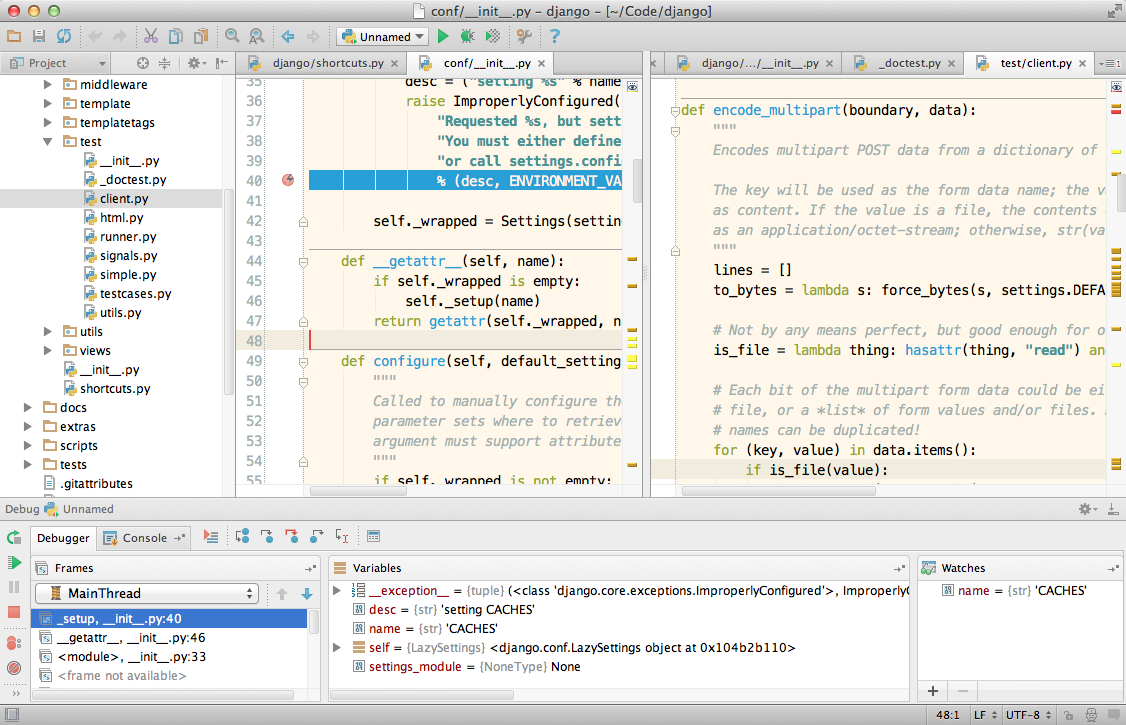 conf/__init__.py – django – [~/Code/django]
Unnamed
Project
django/shortcuts.py
conf/__init__.py
django/.../__init__.py
_doctest.py
test/client.py
1
middleware
template
templatetags
test
__init__.py
_doctest.py
client.py
html.py
runner.py
signals.py
simple.py
testcases.py
utils.py
utils
views
__init__.py
shortcuts.py
docs
extras
scripts
tests
.gitattributes
35 desc = ("setting %s" % name
36 raise ImproperlyConfigured(
37 "Requested %s, but sett
38 "You must either define
39 "or call settings.confi
40 % (desc, ENVIRONMENT_VA
41
42 self._wrapped = Settings(settin
43
44 def __getattr__(self, name):
45 if self._wrapped is empty:
46 self._setup(name)
47 return getattr(self._wrapped, n
48
49 def configure(self, default_setting
50 """
51 Called to manually configure th
52 parameter sets where to retriev
53 argument must support attribute
54 """
55 if self._wrapped is not empty:
def encode_multipart(boundary, data):
"""
Encodes multipart POST data from a dictionary of
The key will be used as the form data name; the v
as content. If the value is a file, the contents
as an application/octet-stream; otherwise, str(va
"""
lines = []
to_bytes = lambda s: force_bytes(s, settings.DEFA
# Not by any means perfect, but good enough for o
is_file = lambda thing: hasattr(thing, "read") an
# Each bit of the multipart form data could be ei
# file, or a *list* of form values and/or files.
# names can be duplicated!
for (key, value) in data.items():
if is_file(value):
Debug Unnamed
Debugger
Console
Frames
MainThread
_setup, __init__.py:40
__getattr__, __init__.py:46
<module>, __init__.py:33
<frame not available>
Variables
__exception__ = {tuple} (<class 'django.core.exceptions.ImproperlyConfigured'>, ImproperlyC
desc = {str} 'setting CACHES'
name = {str} 'CACHES'
self = {LazySettings} <django.conf.LazySettings object at 0x104b2b110>
settings_module = {NoneType} None
Watches
name = {str} 'CACHES'
48:1 LF UTF-8